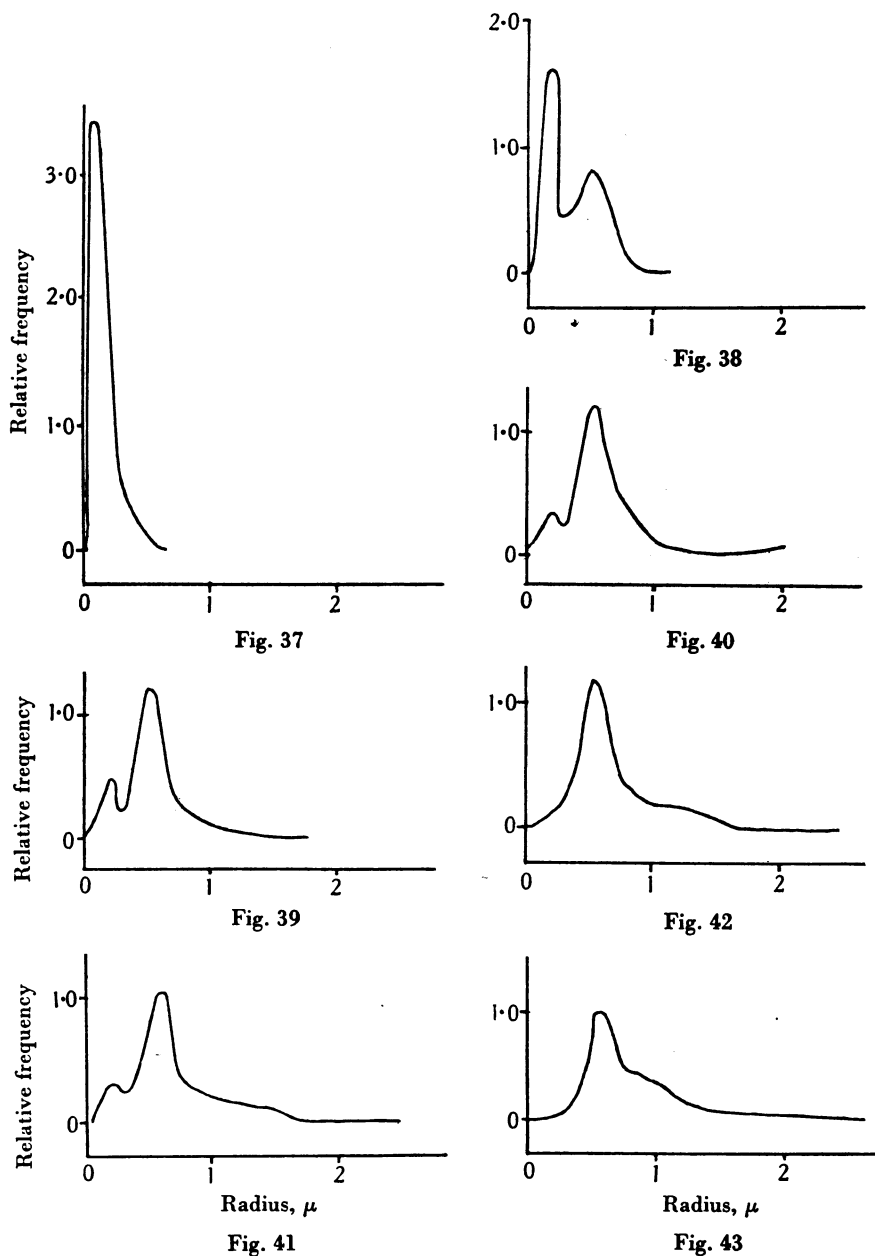 Relative frequency
3·0
2·0
1·0
0
0 1 2
Fig. 37
2·0
1·0
0
0 1 2
Fig. 38
1·0
0
0 1 2
Fig. 40
Relative frequency
1·0
0
0 1 2
Fig. 39
1·0
0
0 1 2
Fig. 42
Relative frequency
1·0
0
0 1 2
Radius, μ
Fig. 41
1·0
0
0 1 2
Radius, μ
Fig. 43